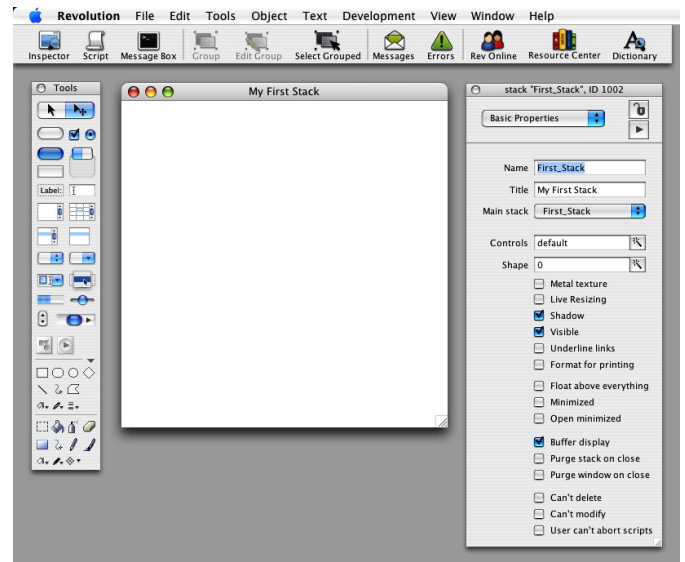 Revolution File Edit Tools Object Text Development View Window Help
Inspector Script Message Box Group Edit Group Select Grouped Messages Errors Rev Online Resource Center Dictionary
Tools
Label:
My First Stack
stack "First_Stack", ID 1002
Basic Properties
Name First_Stack
Title My First Stack
Main stack First_Stack
Controls default
Shape 0
Metal texture
Live Resizing
Shadow
Visible
Underline links
Format for printing
Float above everything
Minimized
Open minimized
Buffer display
Purge stack on close
Purge window on close
Can't delete
Can't modify
User can't abort scripts